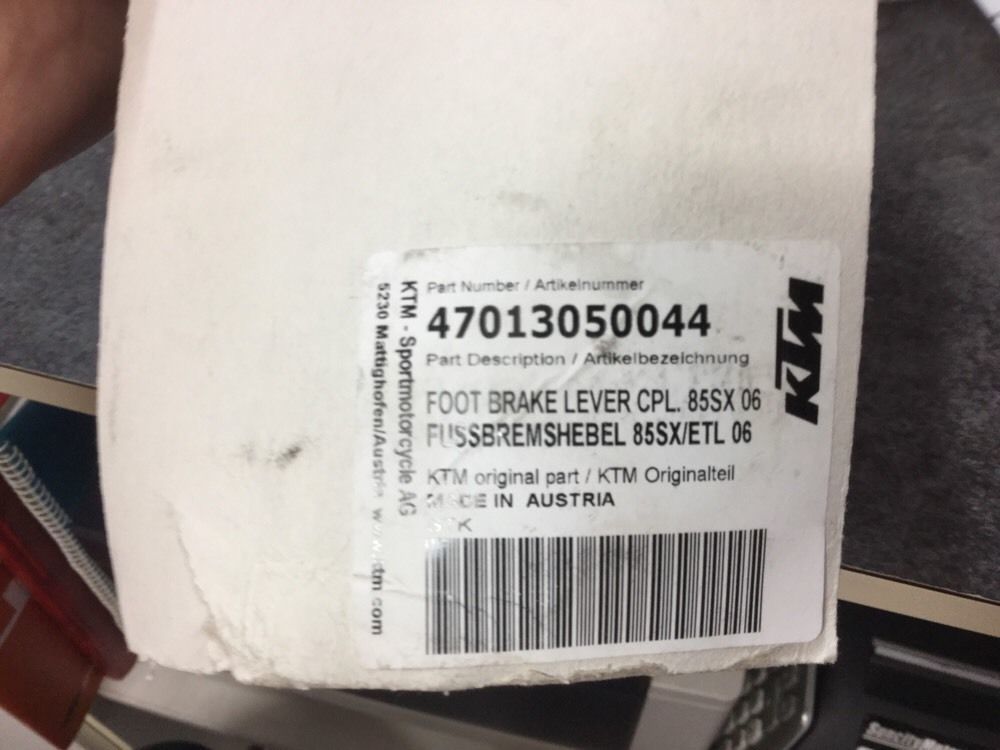 Part Number / Artikelnummer
47013050044
Part Description / Artikelbezeichnung
FOOT BRAKE LEVER CPL. 85SX 06
FUSSBREMSHEBEL 85SX/ETL 06
KTM original part / KTM Originalteil
IN AUSTRIA
KTM
KTM - Sportmotorcycle AG
5230 Mattighofen/Austria